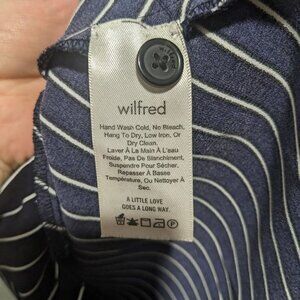 wilfred
Hand Wash Cold, No Bleach,
Hang To Dry, Low Iron, Or
Dry Clean.
Laver À La Main À L'eau
Froide, Pas De Blanchiment,
Suspendre Pour Sécher,
Repasser À Basse
Température, Ou Nettoyer À
Sec.
A LITTLE LOVE
GOES A LONG WAY.